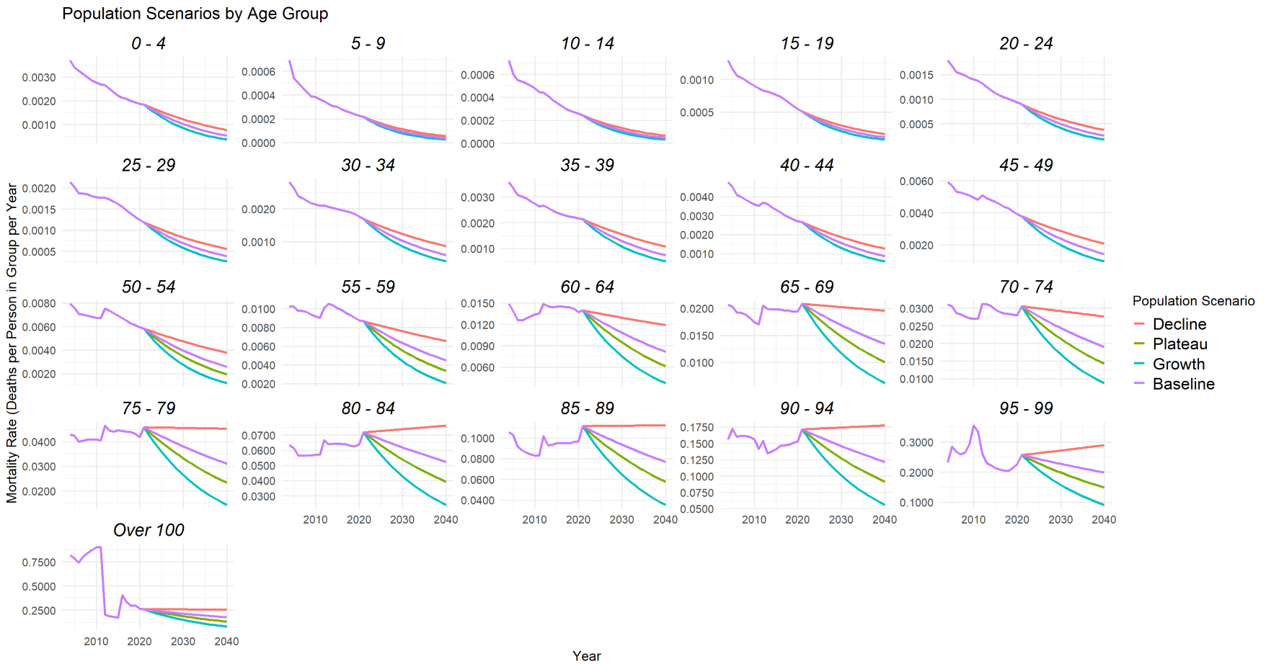 Population Scenarios by Age Group
0 - 4
5 - 9
10 - 14
15 - 19
20 - 24
0.0030
0.0020
0.0010
0.0006
0.0004
0.0002
0.0000
0.0006
0.0004
0.0002
0.0000
0.0010
0.0005
0.0015
0.0010
0.0005
25 - 29
30 - 34
35 - 39
40 - 44
45 - 49
0.0020
0.0015
0.0010
0.0005
0.0020
0.0010
0.0030
0.0020
0.0010
0.0040
0.0030
0.0020
0.0010
0.0060
0.0040
0.0020
50 - 54
55 - 59
60 - 64
65 - 69
70 - 74
0.0080
0.0060
0.0040
0.0020
0.0100
0.0080
0.0060
0.0040
0.0020
0.0150
0.0120
0.0090
0.0060
0.0200
0.0150
0.0100
0.0300
0.0250
0.0200
0.0150
0.0100
75 - 79
80 - 84
85 - 89
90 - 94
95 - 99
0.0400
0.0300
0.0200
0.0700
0.0600
0.0500
0.0400
0.0300
0.1000
0.0800
0.0600
0.0400
0.1750
0.1500
0.1250
0.1000
0.0750
0.0500
0.3000
0.2000
0.1000
2010 2020 2030 2040
2010 2020 2030 2040
2010 2020 2030 2040
2010 2020 2030 2040
Over 100
0.7500
0.5000
0.2500
2010 2020 2030 2040
Year
Mortality Rate (Deaths per Person in Group per Year
Population Scenario
Decline
Plateau
Growth
Baseline